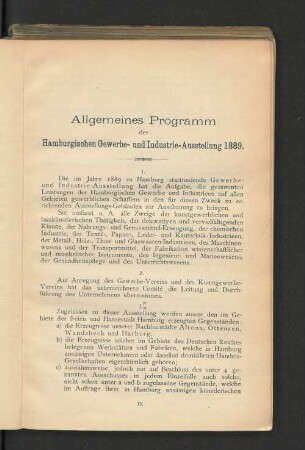 Allgemeines Programm
der
Hamburgischen Gewerbe- und Industrie-Ausstellung 1889.
1.
Die im Jahre 1889 zu Hamburg stattfindende Gewerbe-
und Industrie-Ausstellung hat die Aufgabe, die gesammten
Leistungen der Hamburgischen Gewerbe und Industrieen auf allen
Gebieten gewerblichen Schaffens in den für diesen Zweck zu er-
richtenden Ausstellungs-Gebäuden zur Anschauung zu bringen.
Sie umfasst u. A. alle Zweige der kunstgewerblichen und
bauhandwerklichen Thätigkeit, der dekorativen und vervielfältigenden
Künste, der Nahrungs- und Genussmittel-Erzeugung, der chemischen
Industrie, der Textil-, Papier-, Leder- und Kautschuk-Industrieen,
der Metall-, Holz-, Thon- und Glaswaaren-Industrieen, des Maschinen-
wesens und der Transportmittel, der Fabrikation wissenschaftlicher
und musikalischer Instrumente, des Ingenieur- und Marinewesens,
der Gesundheitspflege und des Unterrichtswesens.
2.
Auf Anregung des Gewerbe-Vereins und des Kunstgewerbe-
Vereins hat das unterzeichnete Comité die Leitung und Durch-
führung des Unternehmens übernommen.
3.
Zugelassen zu dieser Ausstellung werden ausser den im Ge-
biete der freien und Hansestadt Hamburg erzeugten Gegenständen:
a) die Erzeugnisse unserer Nachbarstädte Altona, Ottensen,
Wandsbeck und Harburg;
b) die Erzeugnisse solcher im Gebiete des Deutschen Reiches
belegenen Werkstätten und Fabriken, welche in Hamburg
ansässigen Unternehmern oder daselbst domizilirten Handels-
Gesellschaften eigenthümlich gehören;
c) ausnahmsweise, jedoch nur auf Beschluss des unter 4 ge-
nannten Ausschusses in jedem Einzelfalle auch solche,
nicht schon unter a und b zugelassene Gegenstände, welche
im Auftrage ihrer in Hamburg ansässigen künstlerischen
IX